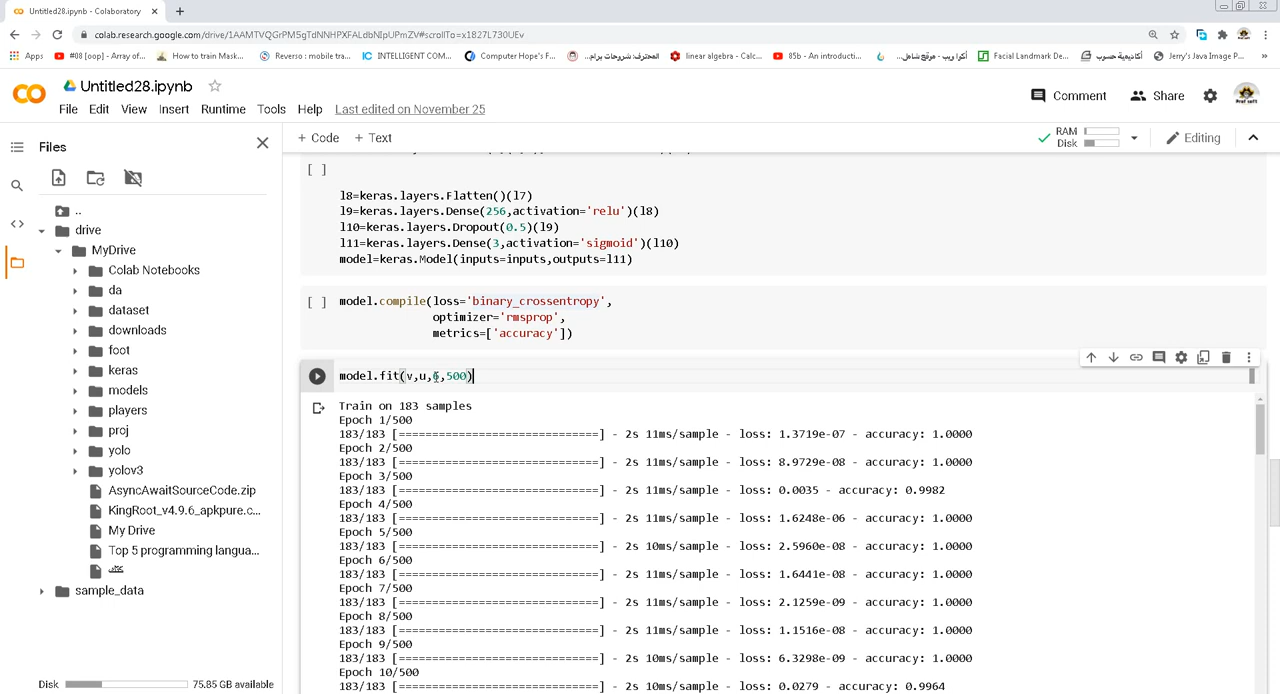 Untitled28.ipynb - Colaboratory
colab.research.google.com/drive/1AAMTVQGrPM5gTdNNHPXFALdbNIpUPmZV#scrollTo=x1827L730UEv
Apps
#08 [oop] - Array of...
How to train Mask...
Reverso : mobile tra...
INTELLIGENT COM...
Computer Hope's F...
المحترف: شروحات برام...
linear algebra - Calc...
85b - An introducti...
أكرا ريب - موقع شامل...
Facial Landmark De...
أكاديمية حسوب
Jerry's Java Image P...
»
Untitled28.ipynb
File Edit View Insert Runtime Tools Help Last edited on November 25
Comment
Share
Files
+ Code + Text
RAM
Disk
Editing
..
drive
MyDrive
Colab Notebooks
da
dataset
downloads
foot
keras
models
players
proj
yolo
yolov3
AsyncAwaitSourceCode.zip
KingRoot_v4.9.6_apkpure.c...
My Drive
Top 5 programming langua...
sample_data
Disk 75.85 GB available
[ ]
l8=keras.layers.Flatten()(l7)
l9=keras.layers.Dense(256,activation='relu')(l8)
l10=keras.layers.Dropout(0.5)(l9)
l11=keras.layers.Dense(3,activation='sigmoid')(l10)
model=keras.Model(inputs=inputs,outputs=l11)
[ ] model.compile(loss='binary_crossentropy',
optimizer='rmsprop',
metrics=['accuracy'])
model.fit(v,u,6,500)
Train on 183 samples
Epoch 1/500
183/183 [==============================] - 2s 11ms/sample - loss: 1.3719e-07 - accuracy: 1.0000
Epoch 2/500
183/183 [==============================] - 2s 11ms/sample - loss: 8.9729e-08 - accuracy: 1.0000
Epoch 3/500
183/183 [==============================] - 2s 11ms/sample - loss: 0.0035 - accuracy: 0.9982
Epoch 4/500
183/183 [==============================] - 2s 11ms/sample - loss: 1.6248e-06 - accuracy: 1.0000
Epoch 5/500
183/183 [==============================] - 2s 10ms/sample - loss: 2.5960e-08 - accuracy: 1.0000
Epoch 6/500
183/183 [==============================] - 2s 11ms/sample - loss: 1.6441e-08 - accuracy: 1.0000
Epoch 7/500
183/183 [==============================] - 2s 11ms/sample - loss: 2.1259e-09 - accuracy: 1.0000
Epoch 8/500
183/183 [==============================] - 2s 11ms/sample - loss: 1.1516e-08 - accuracy: 1.0000
Epoch 9/500
183/183 [==============================] - 2s 10ms/sample - loss: 6.3298e-09 - accuracy: 1.0000
Epoch 10/500
183/183 [==============================] - 2s 10ms/sample - loss: 0.0279 - accuracy: 0.9964